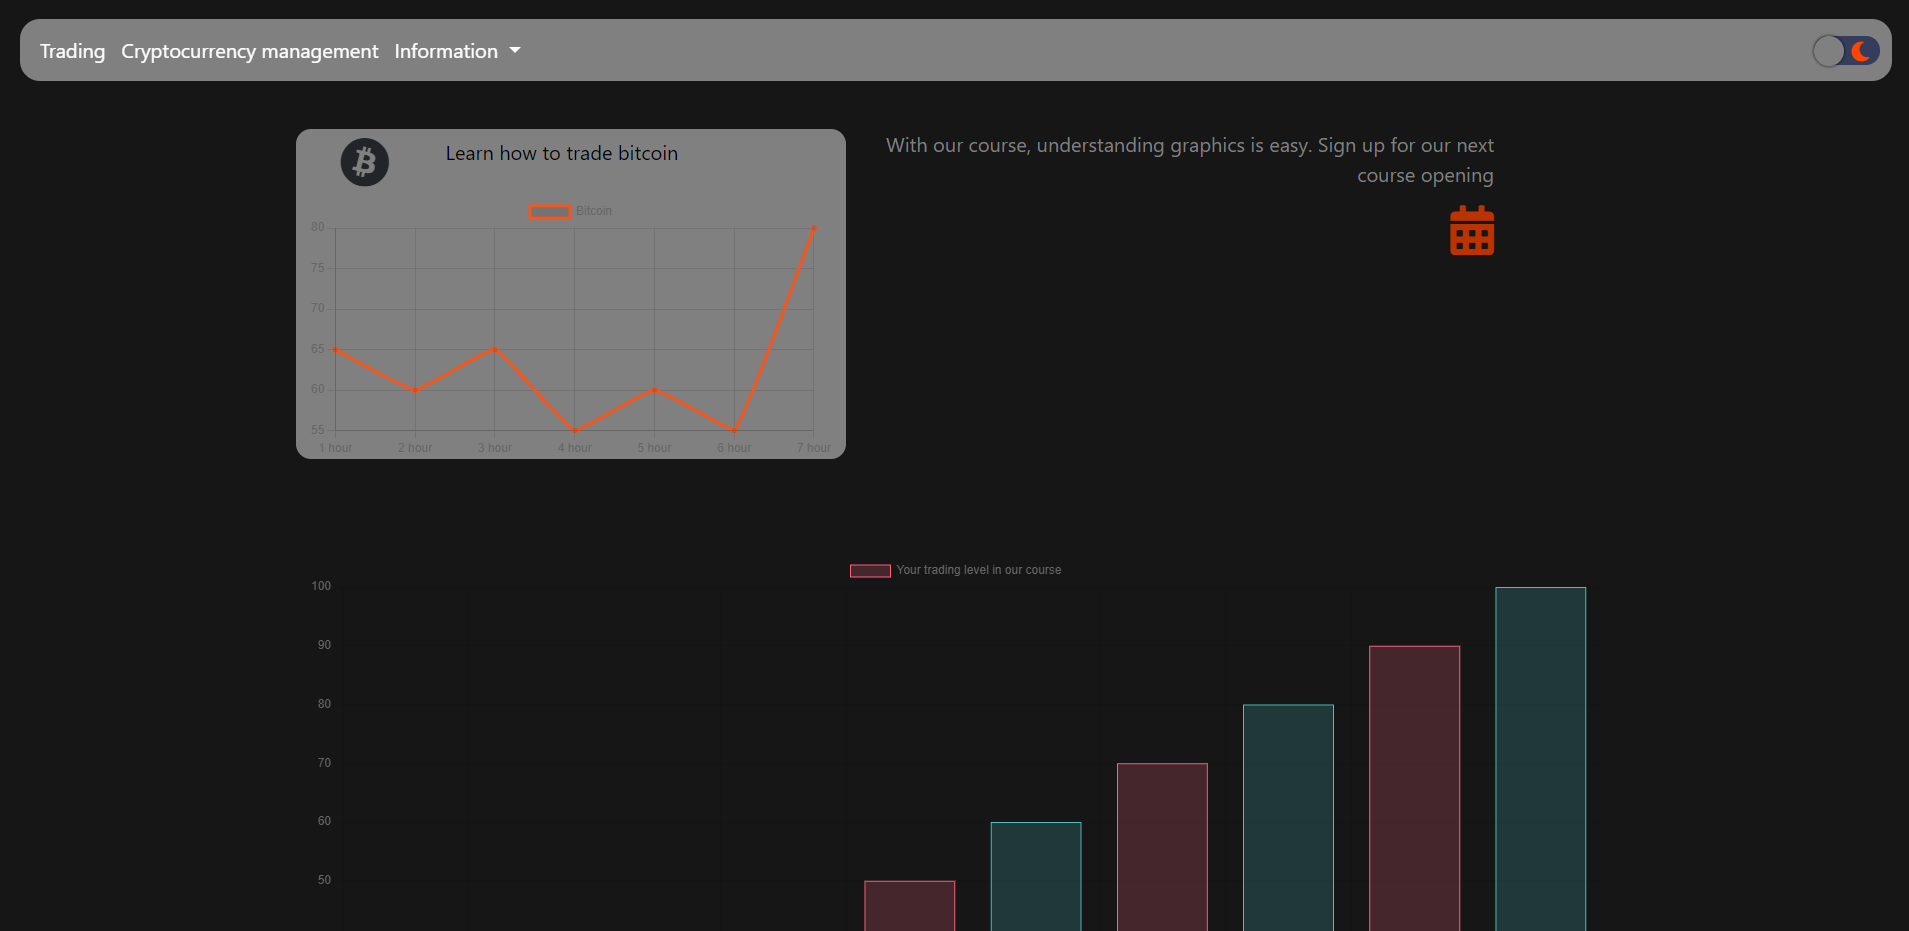 Trading Cryptocurrency management Information
Learn how to trade bitcoin
With our course, understanding graphics is easy. Sign up for our next
course opening
Bitcoin
80
75
70
65
60
55
1 hour 2 hour 3 hour 4 hour 5 hour 6 hour 7 hour
Your trading level in our course
100
90
80
70
60
50